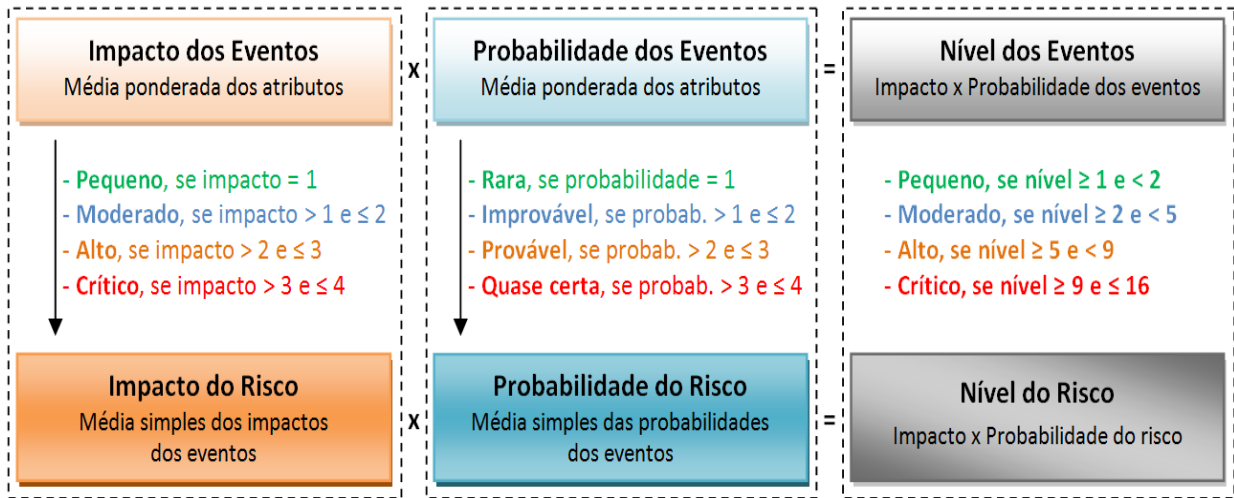 Impacto dos Eventos
Média ponderada dos atributos
x
Probabilidade dos Eventos
Média ponderada dos atributos
=
Nível dos Eventos
Impacto x Probabilidade dos eventos
- Pequeno, se impacto = 1
- Moderado, se impacto > 1 e ≤ 2
- Alto, se impacto > 2 e ≤ 3
- Crítico, se impacto > 3 e ≤ 4
- Rara, se probabilidade = 1
- Improvável, se probab. > 1 e ≤ 2
- Provável, se probab. > 2 e ≤ 3
- Quase certa, se probab. > 3 e ≤ 4
- Pequeno, se nível ≥ 1 e < 2
- Moderado, se nível ≥ 2 e < 5
- Alto, se nível ≥ 5 e < 9
- Crítico, se nível ≥ 9 e ≤ 16
Impacto do Risco
Média simples dos impactos
dos eventos
x
Probabilidade do Risco
Média simples das probabilidades
dos eventos
=
Nível do Risco
Impacto x Probabilidade do risco